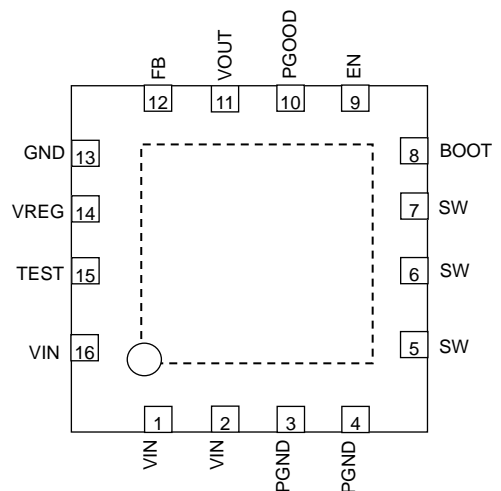 FB
VOUT
PGOOD
EN
12
11
10
9
GND 13
8 BOOT
VREG 14
7 SW
TEST 15
6 SW
VIN 16
5 SW
1
2
3
4
VIN
VIN
PGND
PGND